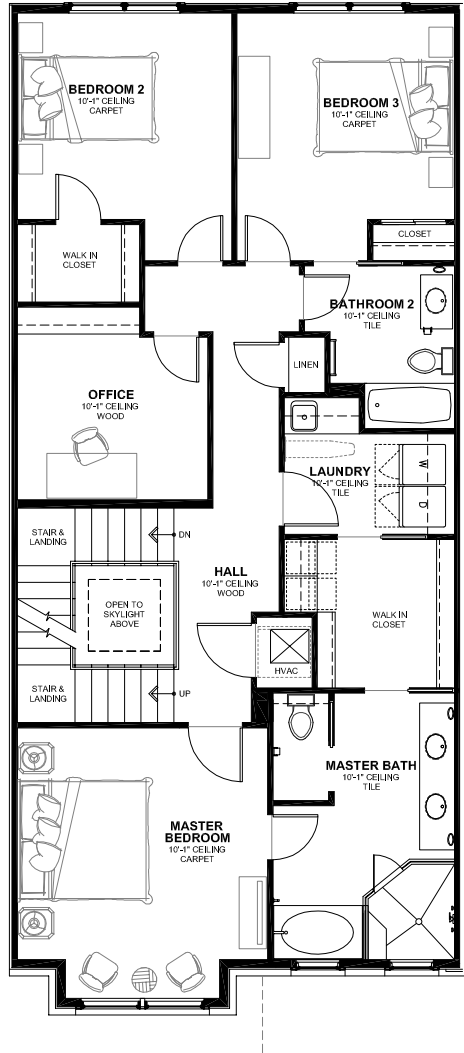 BEDROOM 2
10'-1" CEILING
CARPET
BEDROOM 3
10'-1" CEILING
CARPET
WALK IN
CLOSET
CLOSET
BATHROOM 2
10'-1" CEILING
TILE
LINEN
OFFICE
10'-1" CEILING
WOOD
LAUNDRY
10'-1" CEILING
TILE
W
D
STAIR &
LANDING
DN
HALL
10'-1" CEILING
WOOD
OPEN TO
SKYLIGHT
ABOVE
WALK IN
CLOSET
HVAC
STAIR &
LANDING
UP
MASTER BATH
10'-1" CEILING
TILE
MASTER
BEDROOM
10'-1" CEILING
CARPET